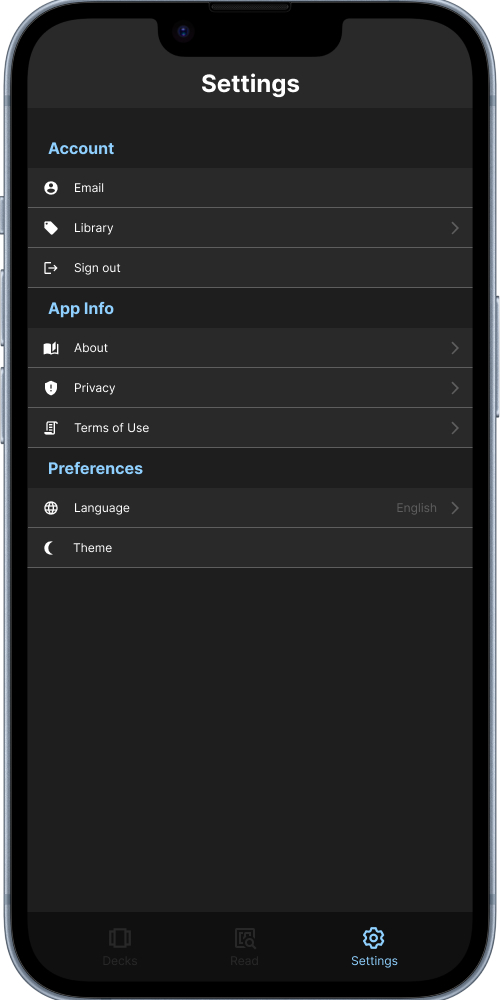 Settings
Account
Email
Library
Sign out
App Info
About
Privacy
Terms of Use
Preferences
Language English
Theme
Decks Read Settings